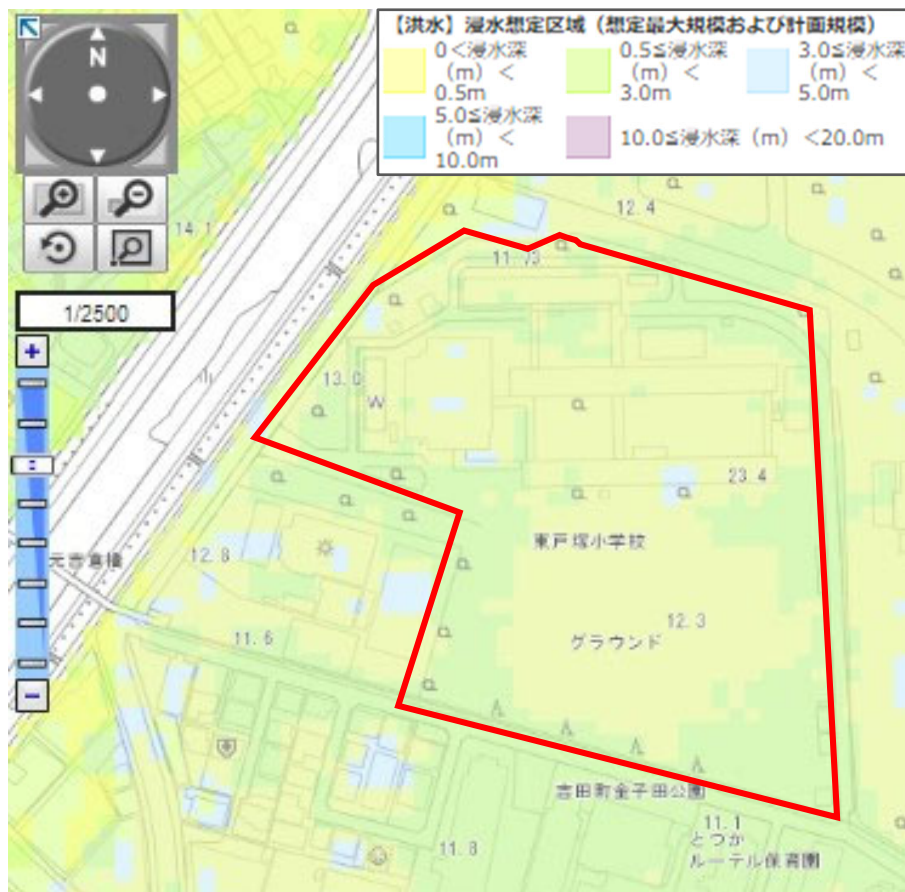 【洪水】浸水想定区域（想定最大規模および計画規模）
0＜浸水深
（m）＜
0.5m
0.5≦浸水深
（m）＜
3.0m
3.0≦浸水深
（m）＜
5.0m
5.0≦浸水深
（m）＜
10.0m
10.0≦浸水深（m）＜20.0m
N
1/2500
+
−
14.1
12.4
13.0
W
23.4
東戸塚小学校
元吉倉橋
12.8
12.3
グラウンド
11.6
吉田町金子田公園
11.1
とつか
ルーテル保育園
11.8